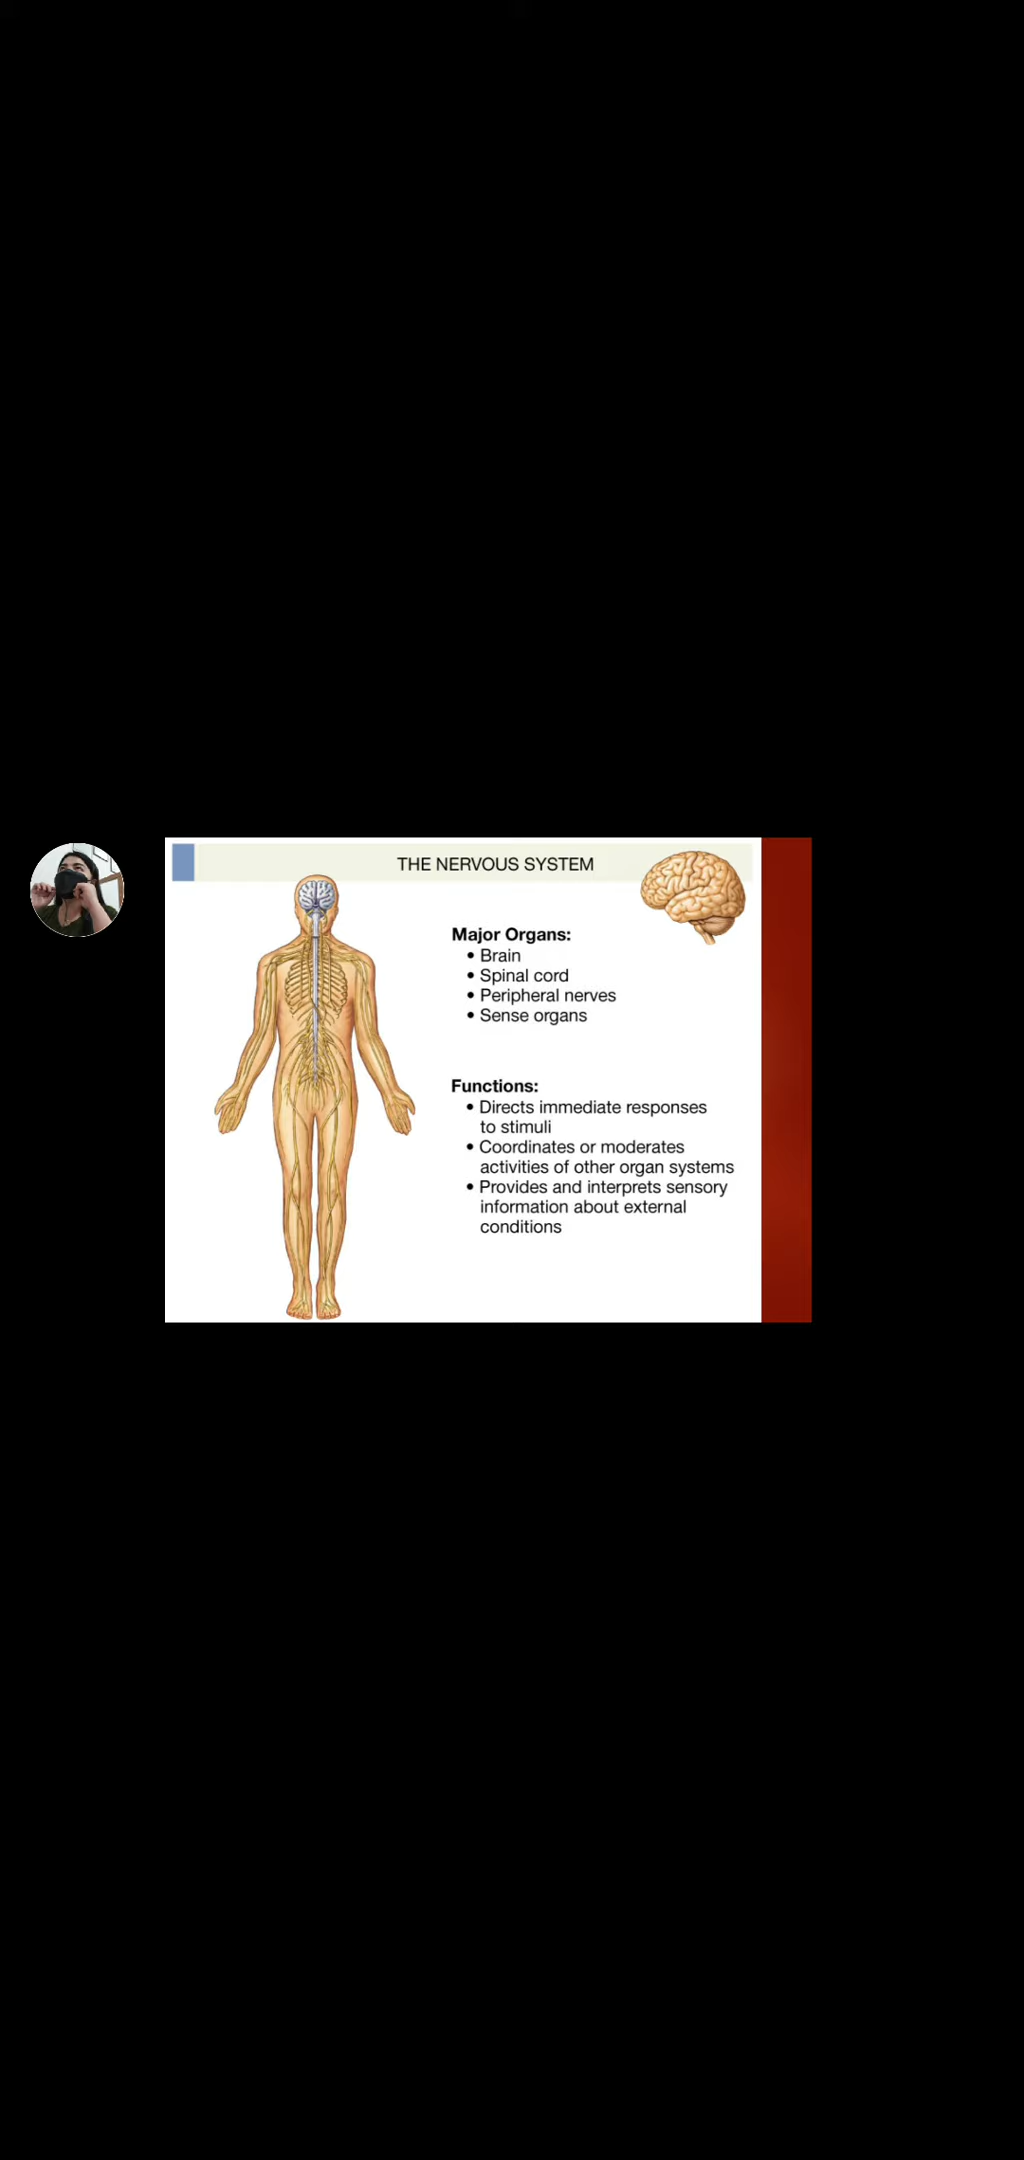 THE NERVOUS SYSTEM
Major Organs:
• Brain
• Spinal cord
• Peripheral nerves
• Sense organs
Functions:
• Directs immediate responses
to stimuli
• Coordinates or moderates
activities of other organ systems
• Provides and interprets sensory
information about external
conditions